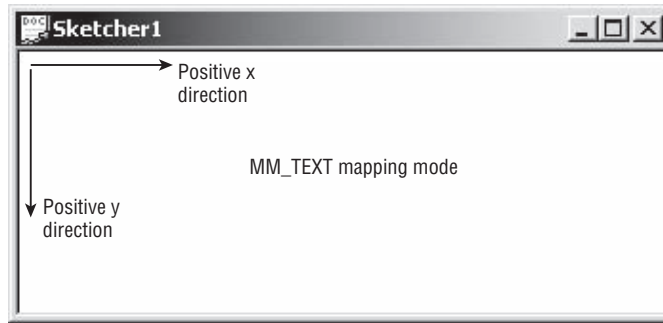 Sketcher1
Positive x
direction
MM_TEXT mapping mode
Positive y
direction